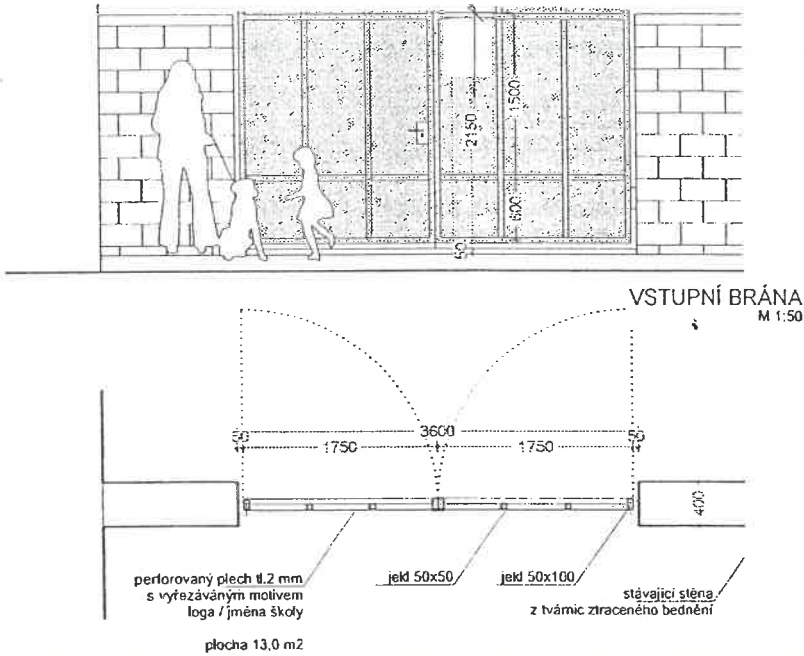 1500
2150
600
50
VSTUPNÍ BRÁNA
M 1:50
50 3600 50
1750 1750
400
perforovaný plech tl.2 mm
s vyřezáváným motivem
loga / jména školy
plocha 13,0 m2
jekl 50x50
jekl 50x100
stávající stěna
z tvárnic ztraceného bednění